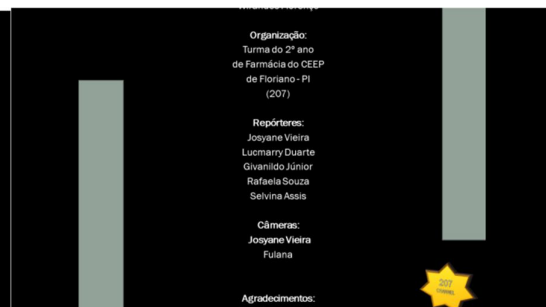 Organização:
Turma do 2º ano
de Farmácia do CEEP
de Floriano - PI
(207)
Repórteres:
Josyane Vieira
Lucmarry Duarte
Givanildo Júnior
Rafaela Souza
Selvina Assis
Câmeras:
Josyane Vieira
Fulana
207
Agradecimentos: